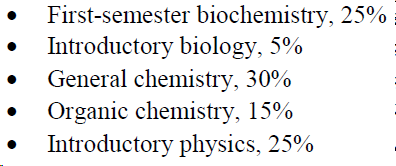 • First-semester biochemistry, 25%
• Introductory biology, 5%
• General chemistry, 30%
• Organic chemistry, 15%
• Introductory physics, 25%